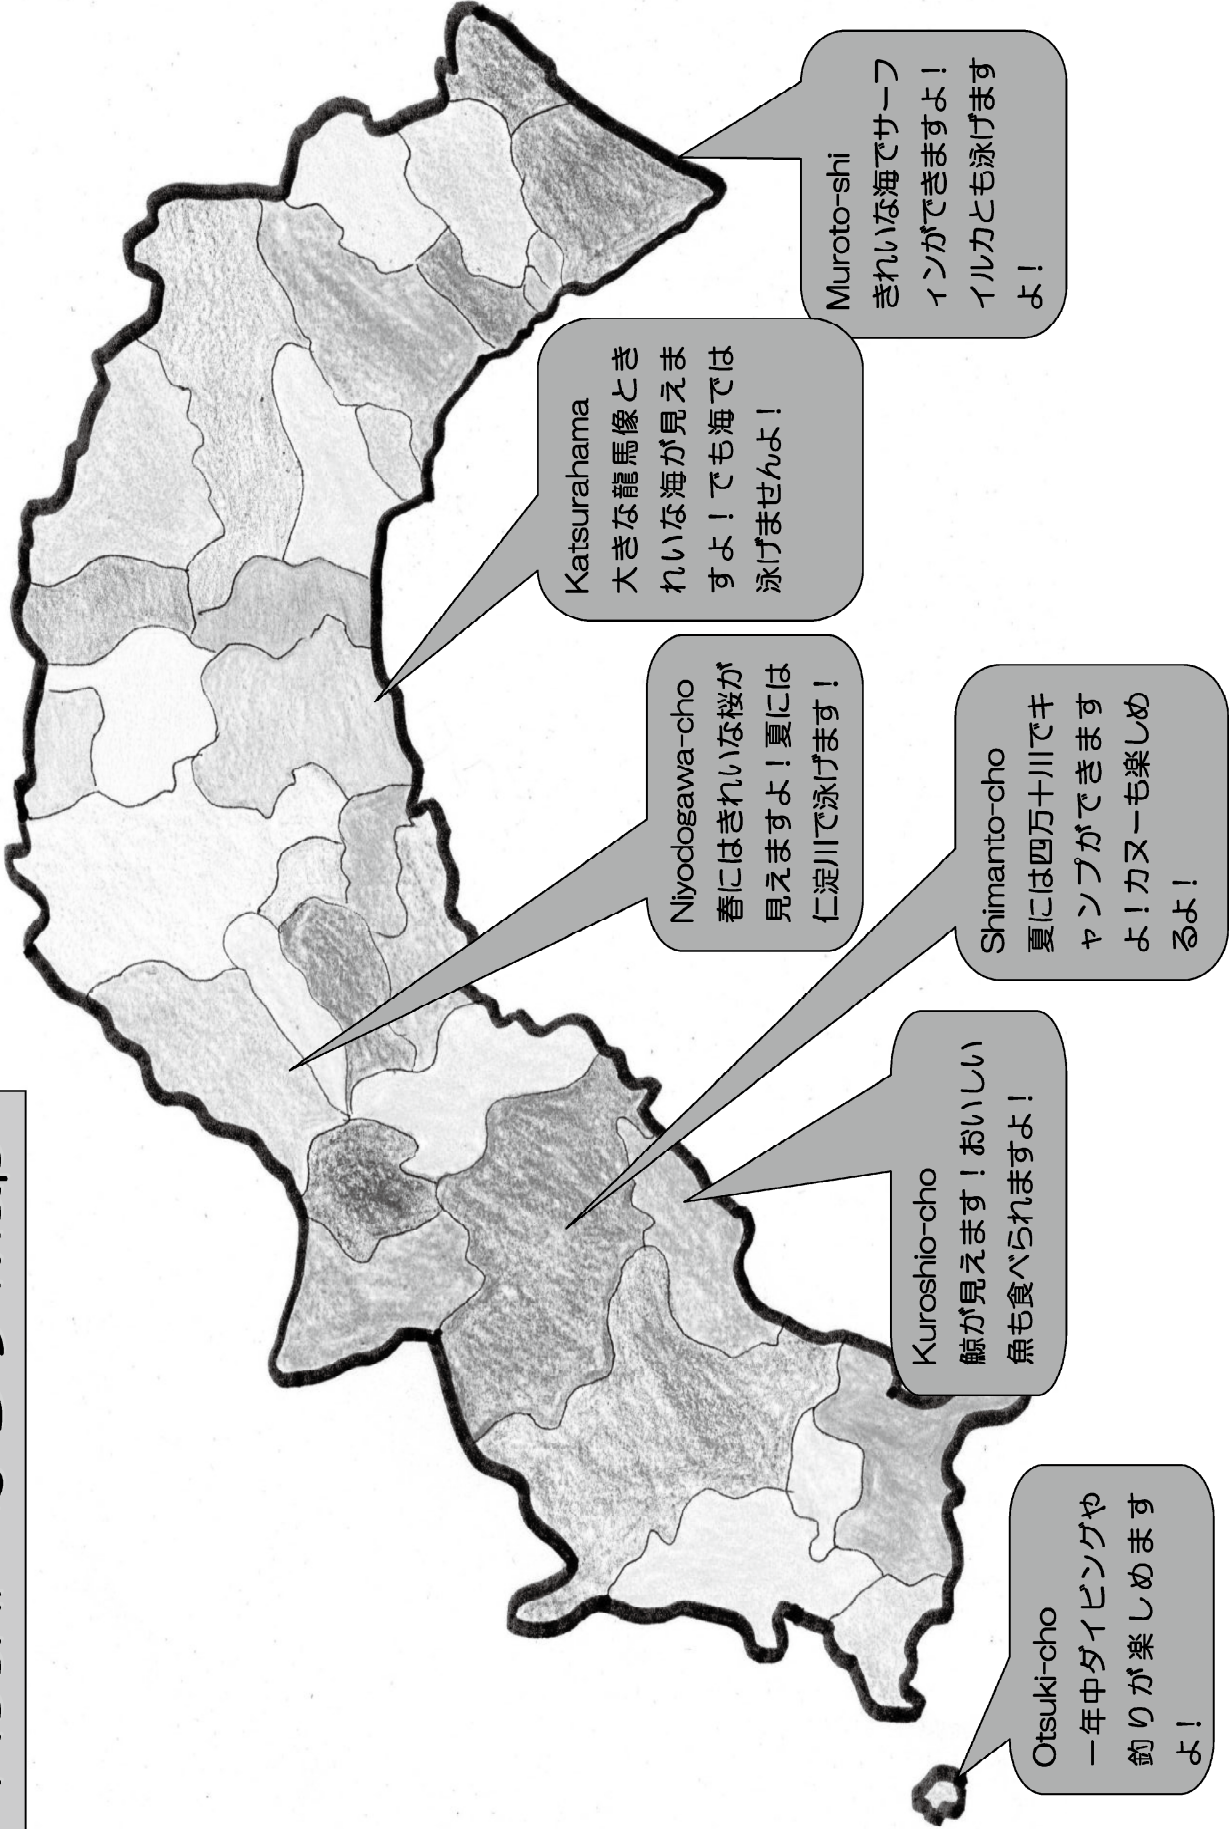 Otsuki-cho
一年中ダイビングや
釣りが楽しめます
よ！
Kuroshio-cho
鯨が見えます！おいしい
魚も食べられますよ！
Shimanto-cho
夏には四万十川でキ
ャンプができます
よ！カヌーも楽しめ
るよ！
Niyodogawa-cho
春にはきれいな桜が
見えますよ！夏には
仁淀川で泳げます！
Katsurahama
大きな龍馬像とき
れいな海が見えま
すよ！でも海では
泳げませんよ！
Muroto-shi
きれいな海でサーフ
ィンができますよ！
イルカとも泳げます
よ！